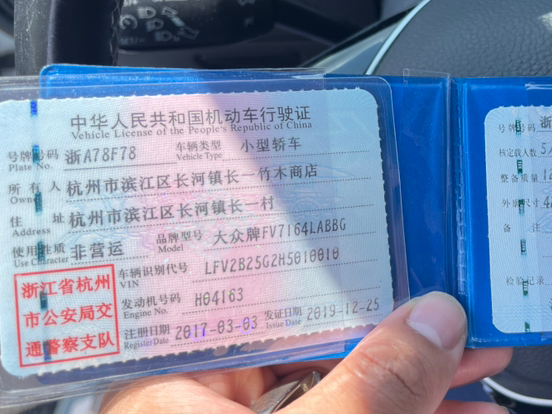 中华人民共和国机动车行驶证
Vehicle License of the People's Republic of China
号牌号码 浙A78F78 车辆类型 小型轿车
Plate No. Vehicle Type
所有人 杭州市滨江区长河镇长一竹木商店
Owner
住址 杭州市滨江区长河镇长一村
Address
使用性质 非营运 品牌型号 大众牌FV7164LABBG
Use Character Model
车辆识别代号 LFV2B25G2H5010010
VIN
发动机号码 H04163
Engine No.
注册日期 2017-03-03 发证日期 2019-12-25
Register Date Issue Date
浙江省杭州
市公安局交
通警察支队
号牌号码
核定载人数
整备质量
外廓尺寸
备注
检验记录